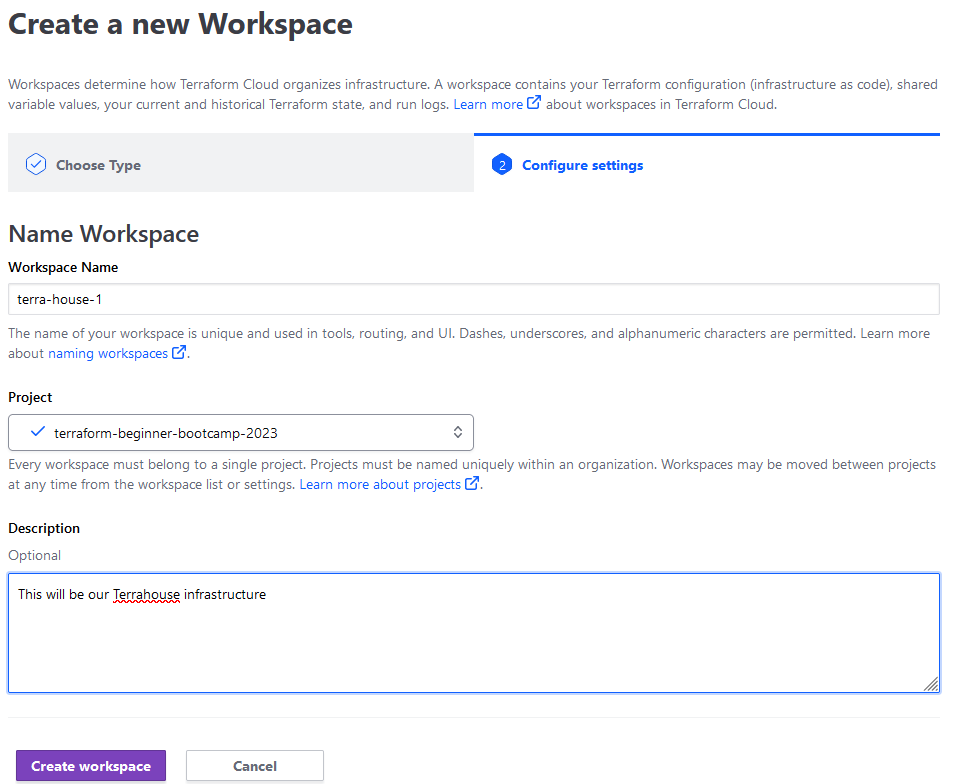 Create a new Workspace
Workspaces determine how Terraform Cloud organizes infrastructure. A workspace contains your Terraform configuration (infrastructure as code), shared
variable values, your current and historical Terraform state, and run logs. Learn more about workspaces in Terraform Cloud.
Choose Type
2 Configure settings
Name Workspace
Workspace Name
terra-house-1
The name of your workspace is unique and used in tools, routing, and UI. Dashes, underscores, and alphanumeric characters are permitted. Learn more
about naming workspaces.
Project
terraform-beginner-bootcamp-2023
Every workspace must belong to a single project. Projects must be named uniquely within an organization. Workspaces may be moved between projects
at any time from the workspace list or settings. Learn more about projects.
Description
Optional
This will be our Terrahouse infrastructure
Create workspace
Cancel